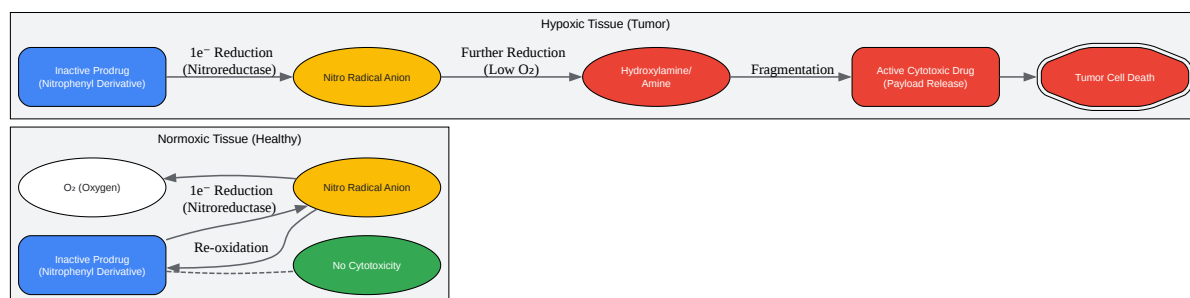 Hypoxic Tissue (Tumor)
Inactive Prodrug
(Nitrophenyl Derivative)
1e⁻ Reduction
(Nitroreductase)
Nitro Radical Anion
Further Reduction
(Low O₂)
Hydroxylamine/
Amine
Fragmentation
Active Cytotoxic Drug
(Payload Release)
Tumor Cell Death
Normoxic Tissue (Healthy)
O₂ (Oxygen)
1e⁻ Reduction
(Nitroreductase)
Nitro Radical Anion
Re-oxidation
Inactive Prodrug
(Nitrophenyl Derivative)
No Cytotoxicity